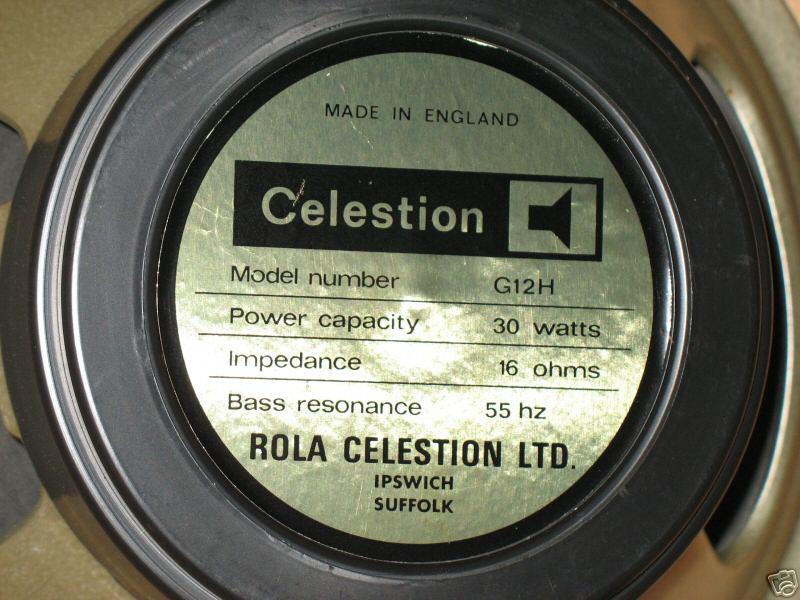 MADE IN ENGLAND
Celestion
Model number G12H
Power capacity 30 watts
Impedance 16 ohms
Bass resonance 55 hz
ROLA CELESTION LTD.
IPSWICH
SUFFOLK